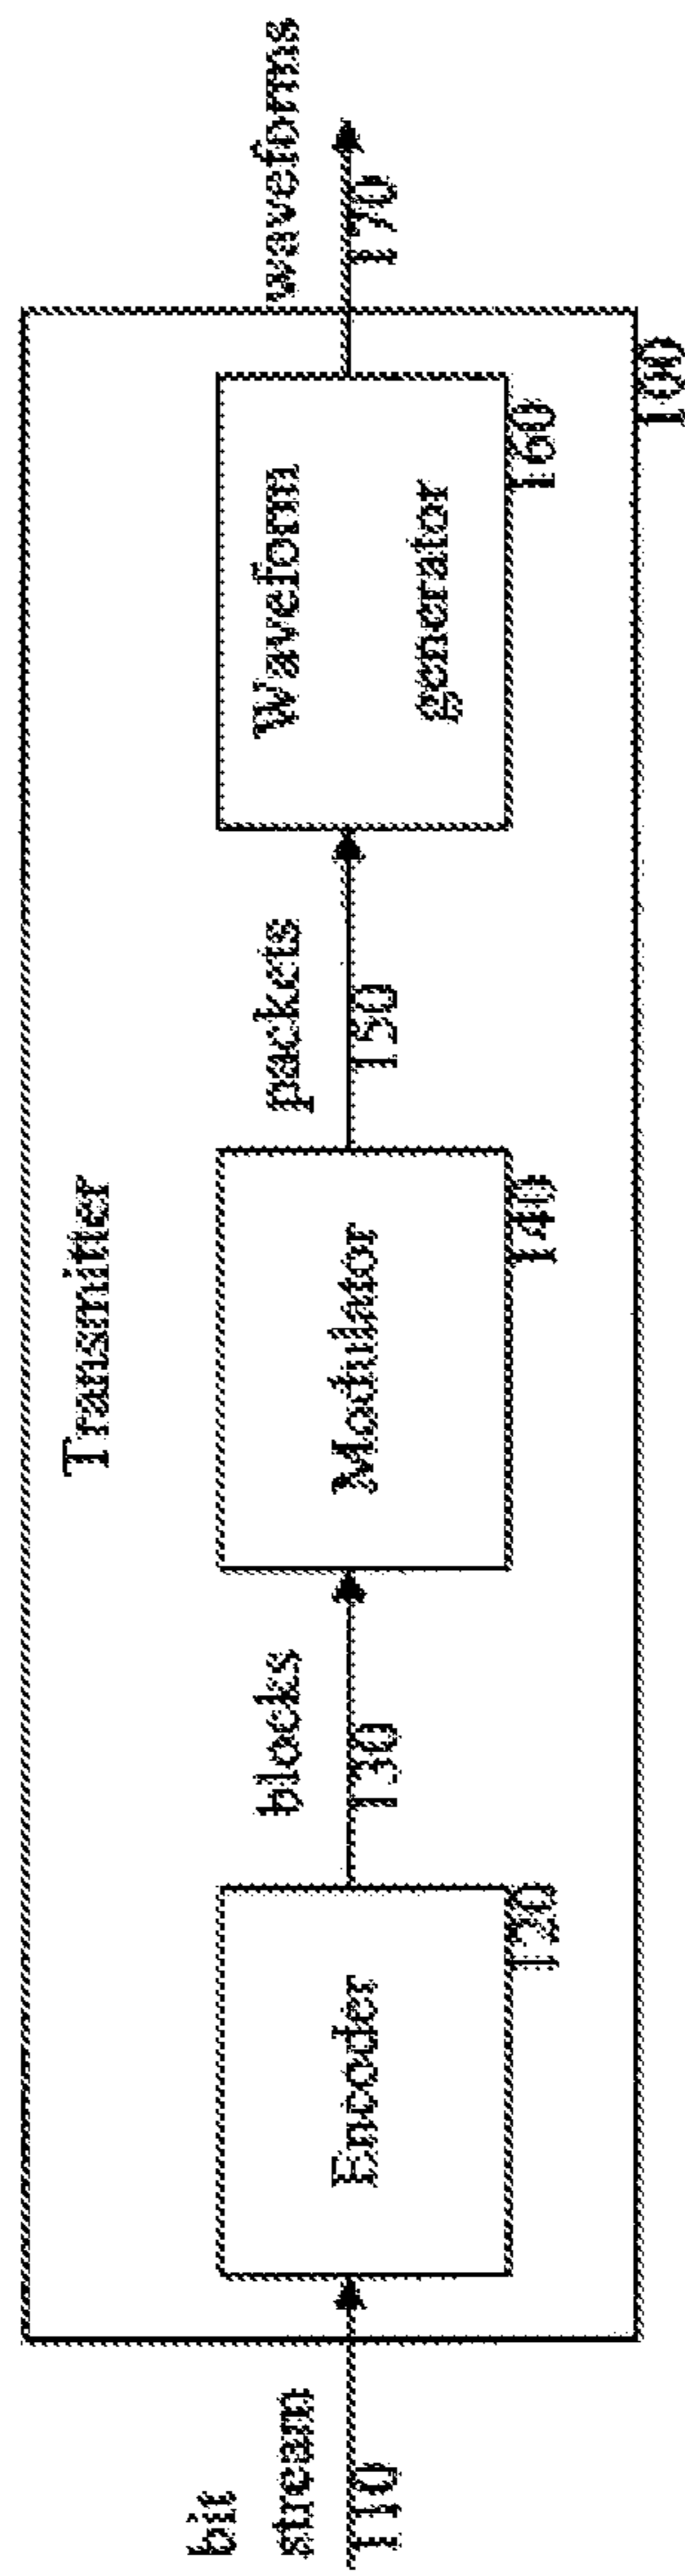 Transmitter
bit
stream
110
Encoder
120
blocks
130
Modulator
140
packets
150
Waveform
generator
160
waveforms
170
100